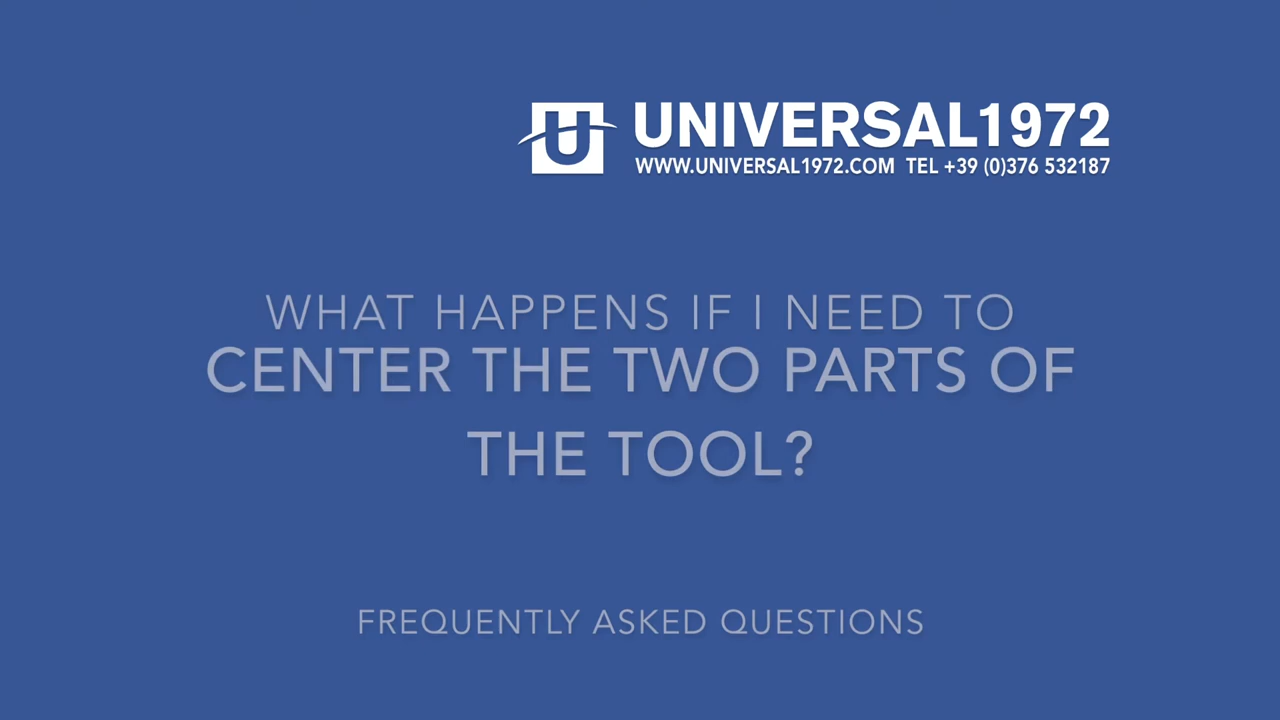 U UNIVERSAL1972
WWW.UNIVERSAL1972.COM TEL +39 (0)376 532187
WHAT HAPPENS IF I NEED TO
CENTER THE TWO PARTS OF
THE TOOL?
FREQUENTLY ASKED QUESTIONS